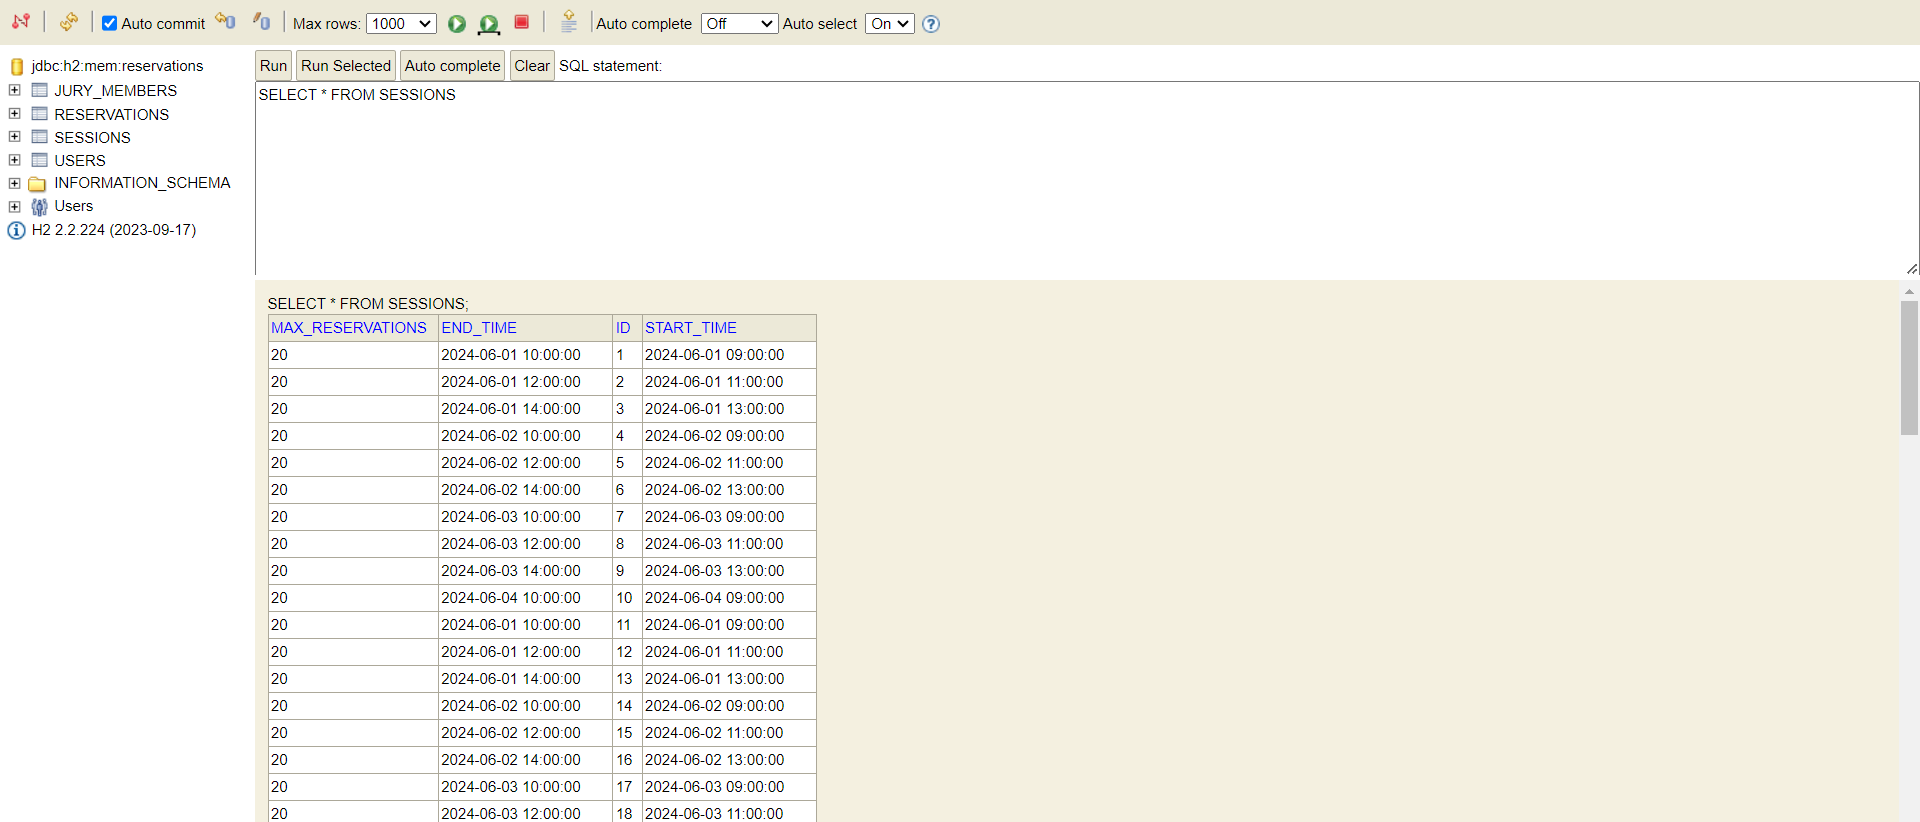 Auto commit Max rows: 1000 Auto complete Off Auto select On ?
jdbc:h2:mem:reservations
JURY_MEMBERS
RESERVATIONS
SESSIONS
USERS
INFORMATION_SCHEMA
Users
H2 2.2.224 (2023-09-17)
Run Run Selected Auto complete Clear SQL statement:
SELECT * FROM SESSIONS
SELECT * FROM SESSIONS;
MAX_RESERVATIONS END_TIME ID START_TIME
20 2024-06-01 10:00:00 1 2024-06-01 09:00:00
20 2024-06-01 12:00:00 2 2024-06-01 11:00:00
20 2024-06-01 14:00:00 3 2024-06-01 13:00:00
20 2024-06-02 10:00:00 4 2024-06-02 09:00:00
20 2024-06-02 12:00:00 5 2024-06-02 11:00:00
20 2024-06-02 14:00:00 6 2024-06-02 13:00:00
20 2024-06-03 10:00:00 7 2024-06-03 09:00:00
20 2024-06-03 12:00:00 8 2024-06-03 11:00:00
20 2024-06-03 14:00:00 9 2024-06-03 13:00:00
20 2024-06-04 10:00:00 10 2024-06-04 09:00:00
20 2024-06-01 10:00:00 11 2024-06-01 09:00:00
20 2024-06-01 12:00:00 12 2024-06-01 11:00:00
20 2024-06-01 14:00:00 13 2024-06-01 13:00:00
20 2024-06-02 10:00:00 14 2024-06-02 09:00:00
20 2024-06-02 12:00:00 15 2024-06-02 11:00:00
20 2024-06-02 14:00:00 16 2024-06-02 13:00:00
20 2024-06-03 10:00:00 17 2024-06-03 09:00:00
20 2024-06-03 12:00:00 18 2024-06-03 11:00:00